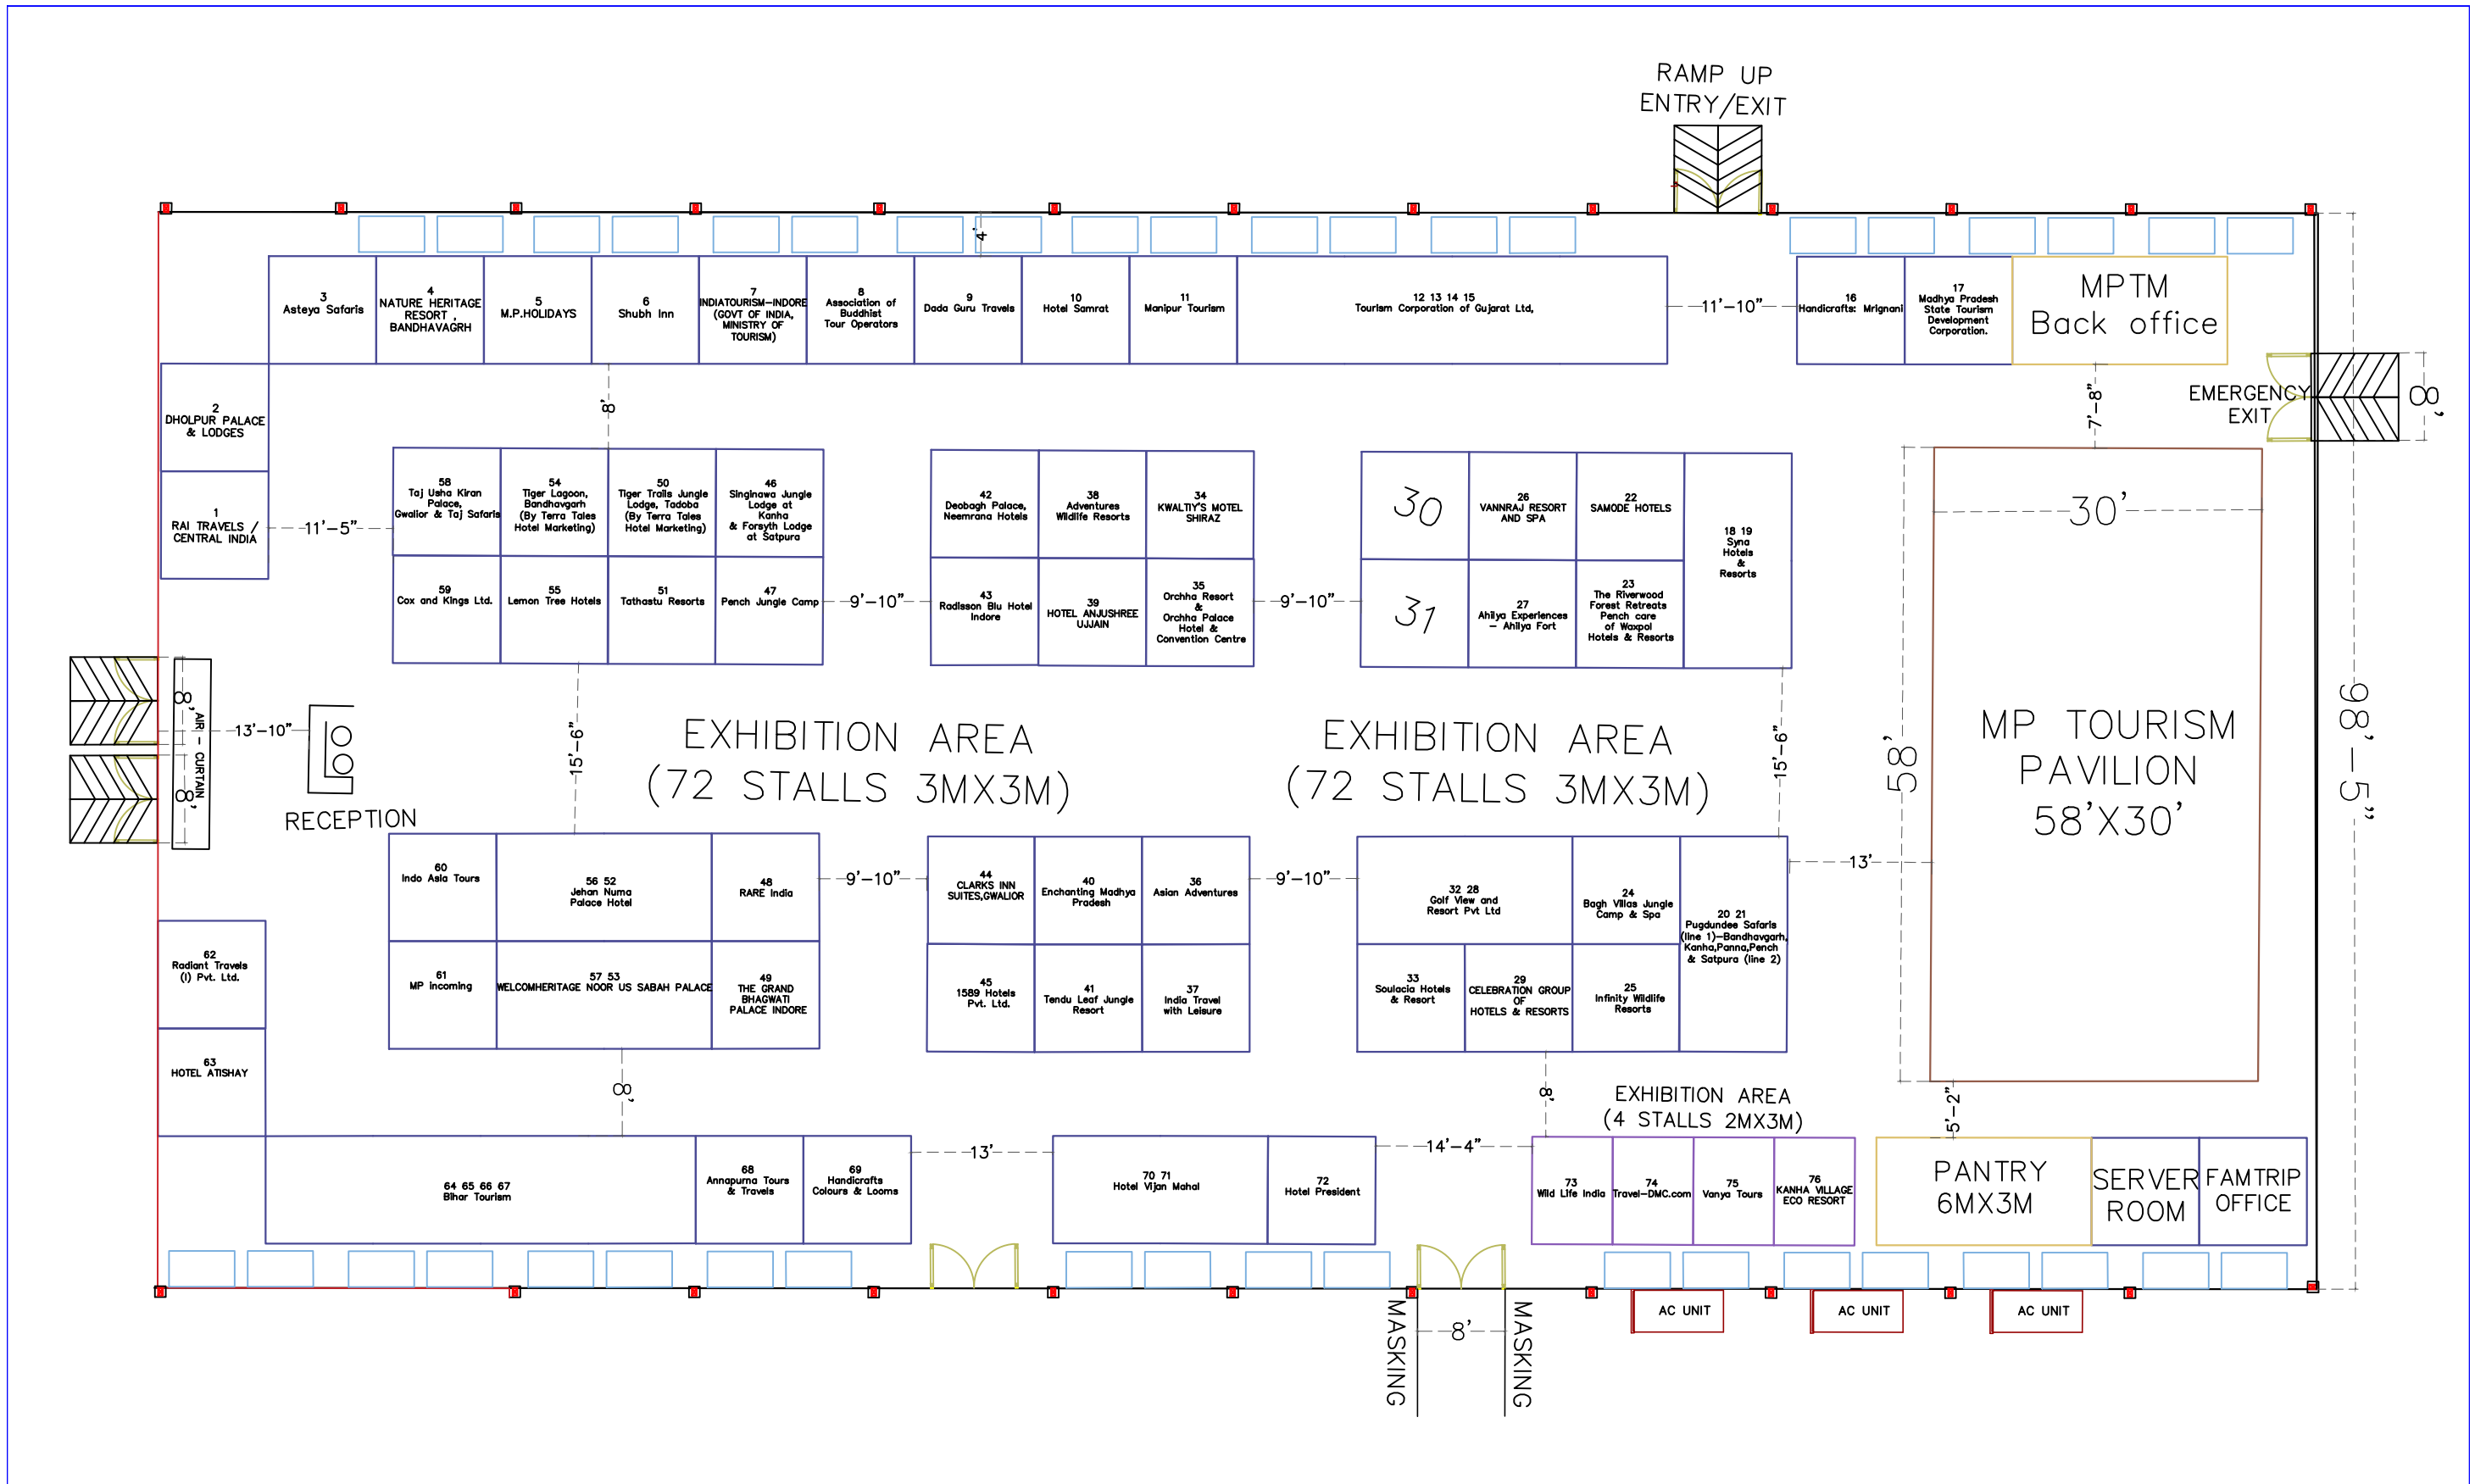 RAMP UP
ENTRY/EXIT
4'
3
Asteya Safaris
4
NATURE HERITAGE
RESORT ,
BANDHAVAGRH
5
M.P.HOLIDAYS
6
Shubh Inn
7
INDIATOURISM-INDORE
(GOVT OF INDIA,
MINISTRY OF
TOURISM)
8
Association of
Buddhist
Tour Operators
9
Dada Guru Travels
10
Hotel Samrat
11
Manipur Tourism
12 13 14 15
Tourism Corporation of Gujarat Ltd,
11'-10"
16
Handicrafts: Mrignani
17
Madhya Pradesh
State Tourism
Development
Corporation.
MPTM
Back office
2
DHOLPUR PALACE
& LODGES
8'
7'-8"
EMERGENCY
EXIT
8'
1
RAI TRAVELS /
CENTRAL INDIA
11'-5"
58
Taj Usha Kiran
Palace,
Gwalior & Taj Safaris
54
Tiger Lagoon,
Bandhavgarh
(By Terra Tales
Hotel Marketing)
50
Tiger Trails Jungle
Lodge, Tadoba
(By Terra Tales
Hotel Marketing)
46
Singinawa Jungle
Lodge at
Kanha
& Forsyth Lodge
at Satpura
42
Deobagh Palace,
Neemrana Hotels
38
Adventures
Wildlife Resorts
34
KWALTIY'S MOTEL
SHIRAZ
30
26
VANNRAJ RESORT
AND SPA
22
SAMODE HOTELS
18 19
Syna
Hotels
&
Resorts
30'
59
Cox and Kings Ltd.
55
Lemon Tree Hotels
51
Tathastu Resorts
47
Pench Jungle Camp
9'-10"
43
Radisson Blu Hotel
Indore
39
HOTEL ANJUSHREE
UJJAIN
35
Orchha Resort
&
Orchha Palace
Hotel &
Convention Centre
9'-10"
31
27
Ahilya Experiences
- Ahilya Fort
23
The Riverwood
Forest Retreats
Pench care
of Waxpol
Hotels & Resorts
8'
8'
AIR - CURTAIN
13'-10"
RECEPTION
15'-6"
EXHIBITION AREA
(72 STALLS 3MX3M)
EXHIBITION AREA
(72 STALLS 3MX3M)
15'-6"
58'
MP TOURISM
PAVILION
58'X30'
98'-5"
60
Indo Asia Tours
56 52
Jehan Numa
Palace Hotel
48
RARE India
9'-10"
44
CLARKS INN
SUITES,GWALIOR
40
Enchanting Madhya
Pradesh
36
Asian Adventures
9'-10"
32 28
Golf View and
Resort Pvt Ltd
24
Bagh Villas Jungle
Camp & Spa
20 21
Pugdundee Safaris
(line 1)-Bandhavgarh,
Kanha,Panna,Pench
& Satpura (line 2)
13'
62
Radiant Travels
(I) Pvt. Ltd.
61
MP incoming
57 53
WELCOMHERITAGE NOOR US SABAH PALACE
49
THE GRAND
BHAGWATI
PALACE INDORE
45
1589 Hotels
Pvt. Ltd.
41
Tendu Leaf Jungle
Resort
37
India Travel
with Leisure
33
Soulacia Hotels
& Resort
29
CELEBRATION GROUP
OF
HOTELS & RESORTS
25
Infinity Wildlife
Resorts
63
HOTEL ATISHAY
8'
8'
EXHIBITION AREA
(4 STALLS 2MX3M)
5'-2"
64 65 66 67
Bihar Tourism
68
Annapurna Tours
& Travels
69
Handicrafts
Colours & Looms
13'
70 71
Hotel Vijan Mahal
72
Hotel President
14'-4"
73
Wild Life India
74
Travel-DMC.com
75
Vanya Tours
76
KANHA VILLAGE
ECO RESORT
PANTRY
6MX3M
SERVER
ROOM
FAMTRIP
OFFICE
MASKING
8'
MASKING
AC UNIT
AC UNIT
AC UNIT